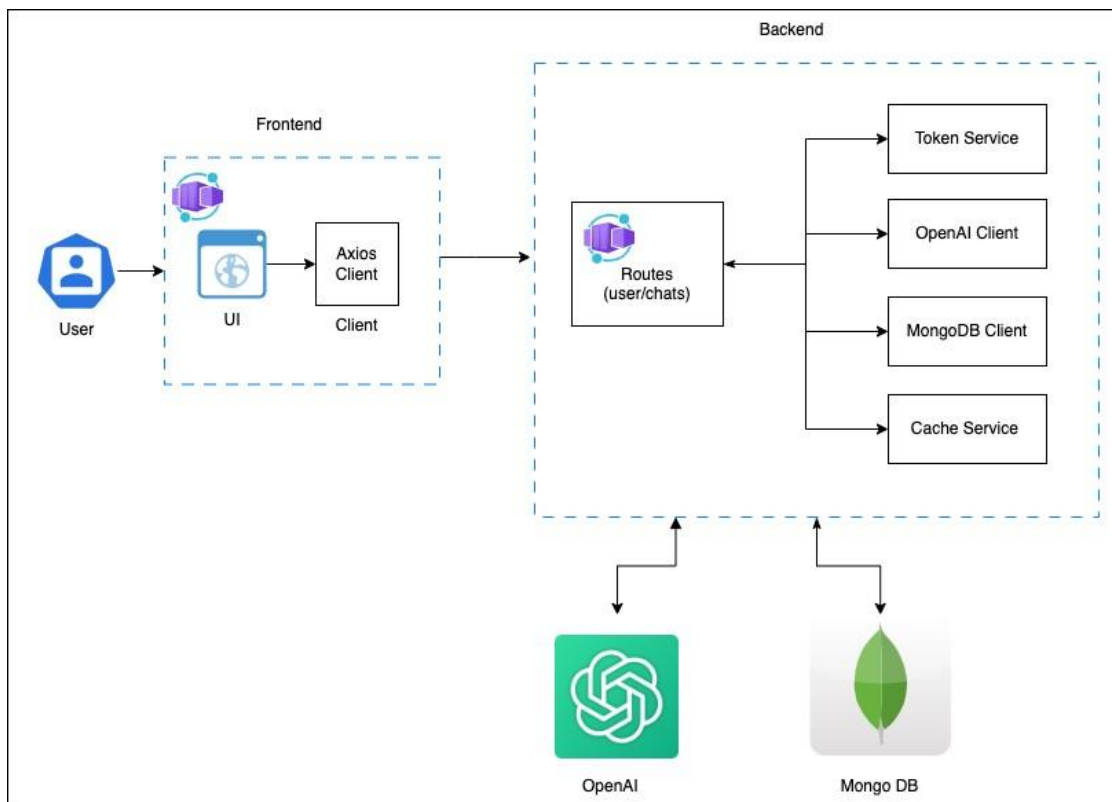 Backend
Frontend
Token Service
OpenAI Client
Axios
Client
Routes
(user/chats)
UI
Client
User
MongoDB Client
Cache Service
OpenAI
Mongo DB